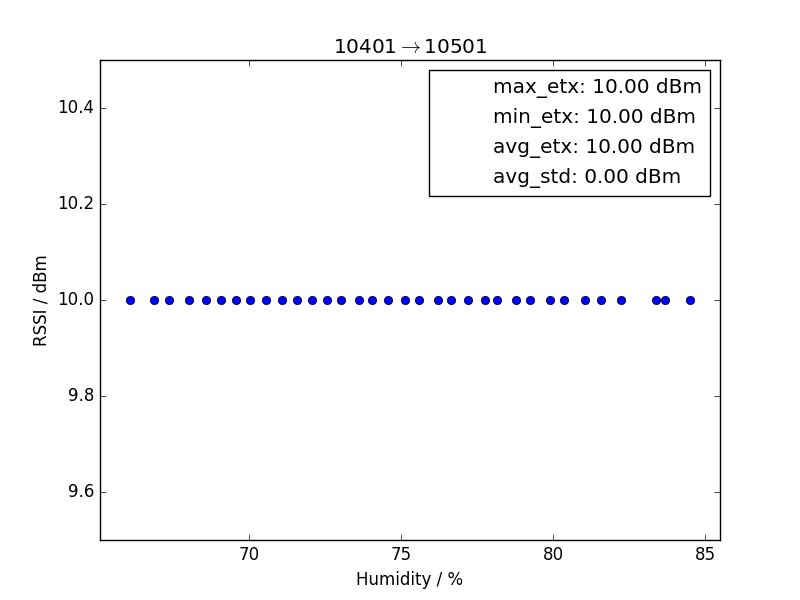 10401→10501
max_etx: 10.00 dBm
min_etx: 10.00 dBm
avg_etx: 10.00 dBm
avg_std: 0.00 dBm
10.4
10.2
10.0
9.8
9.6
RSSI / dBm
70 75 80 85
Humidity / %